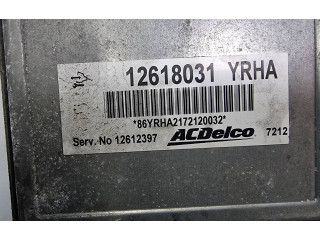 12618031 YRHA
*86YRHA2172120032*
Serv. No 12612397 ACDelco 7212